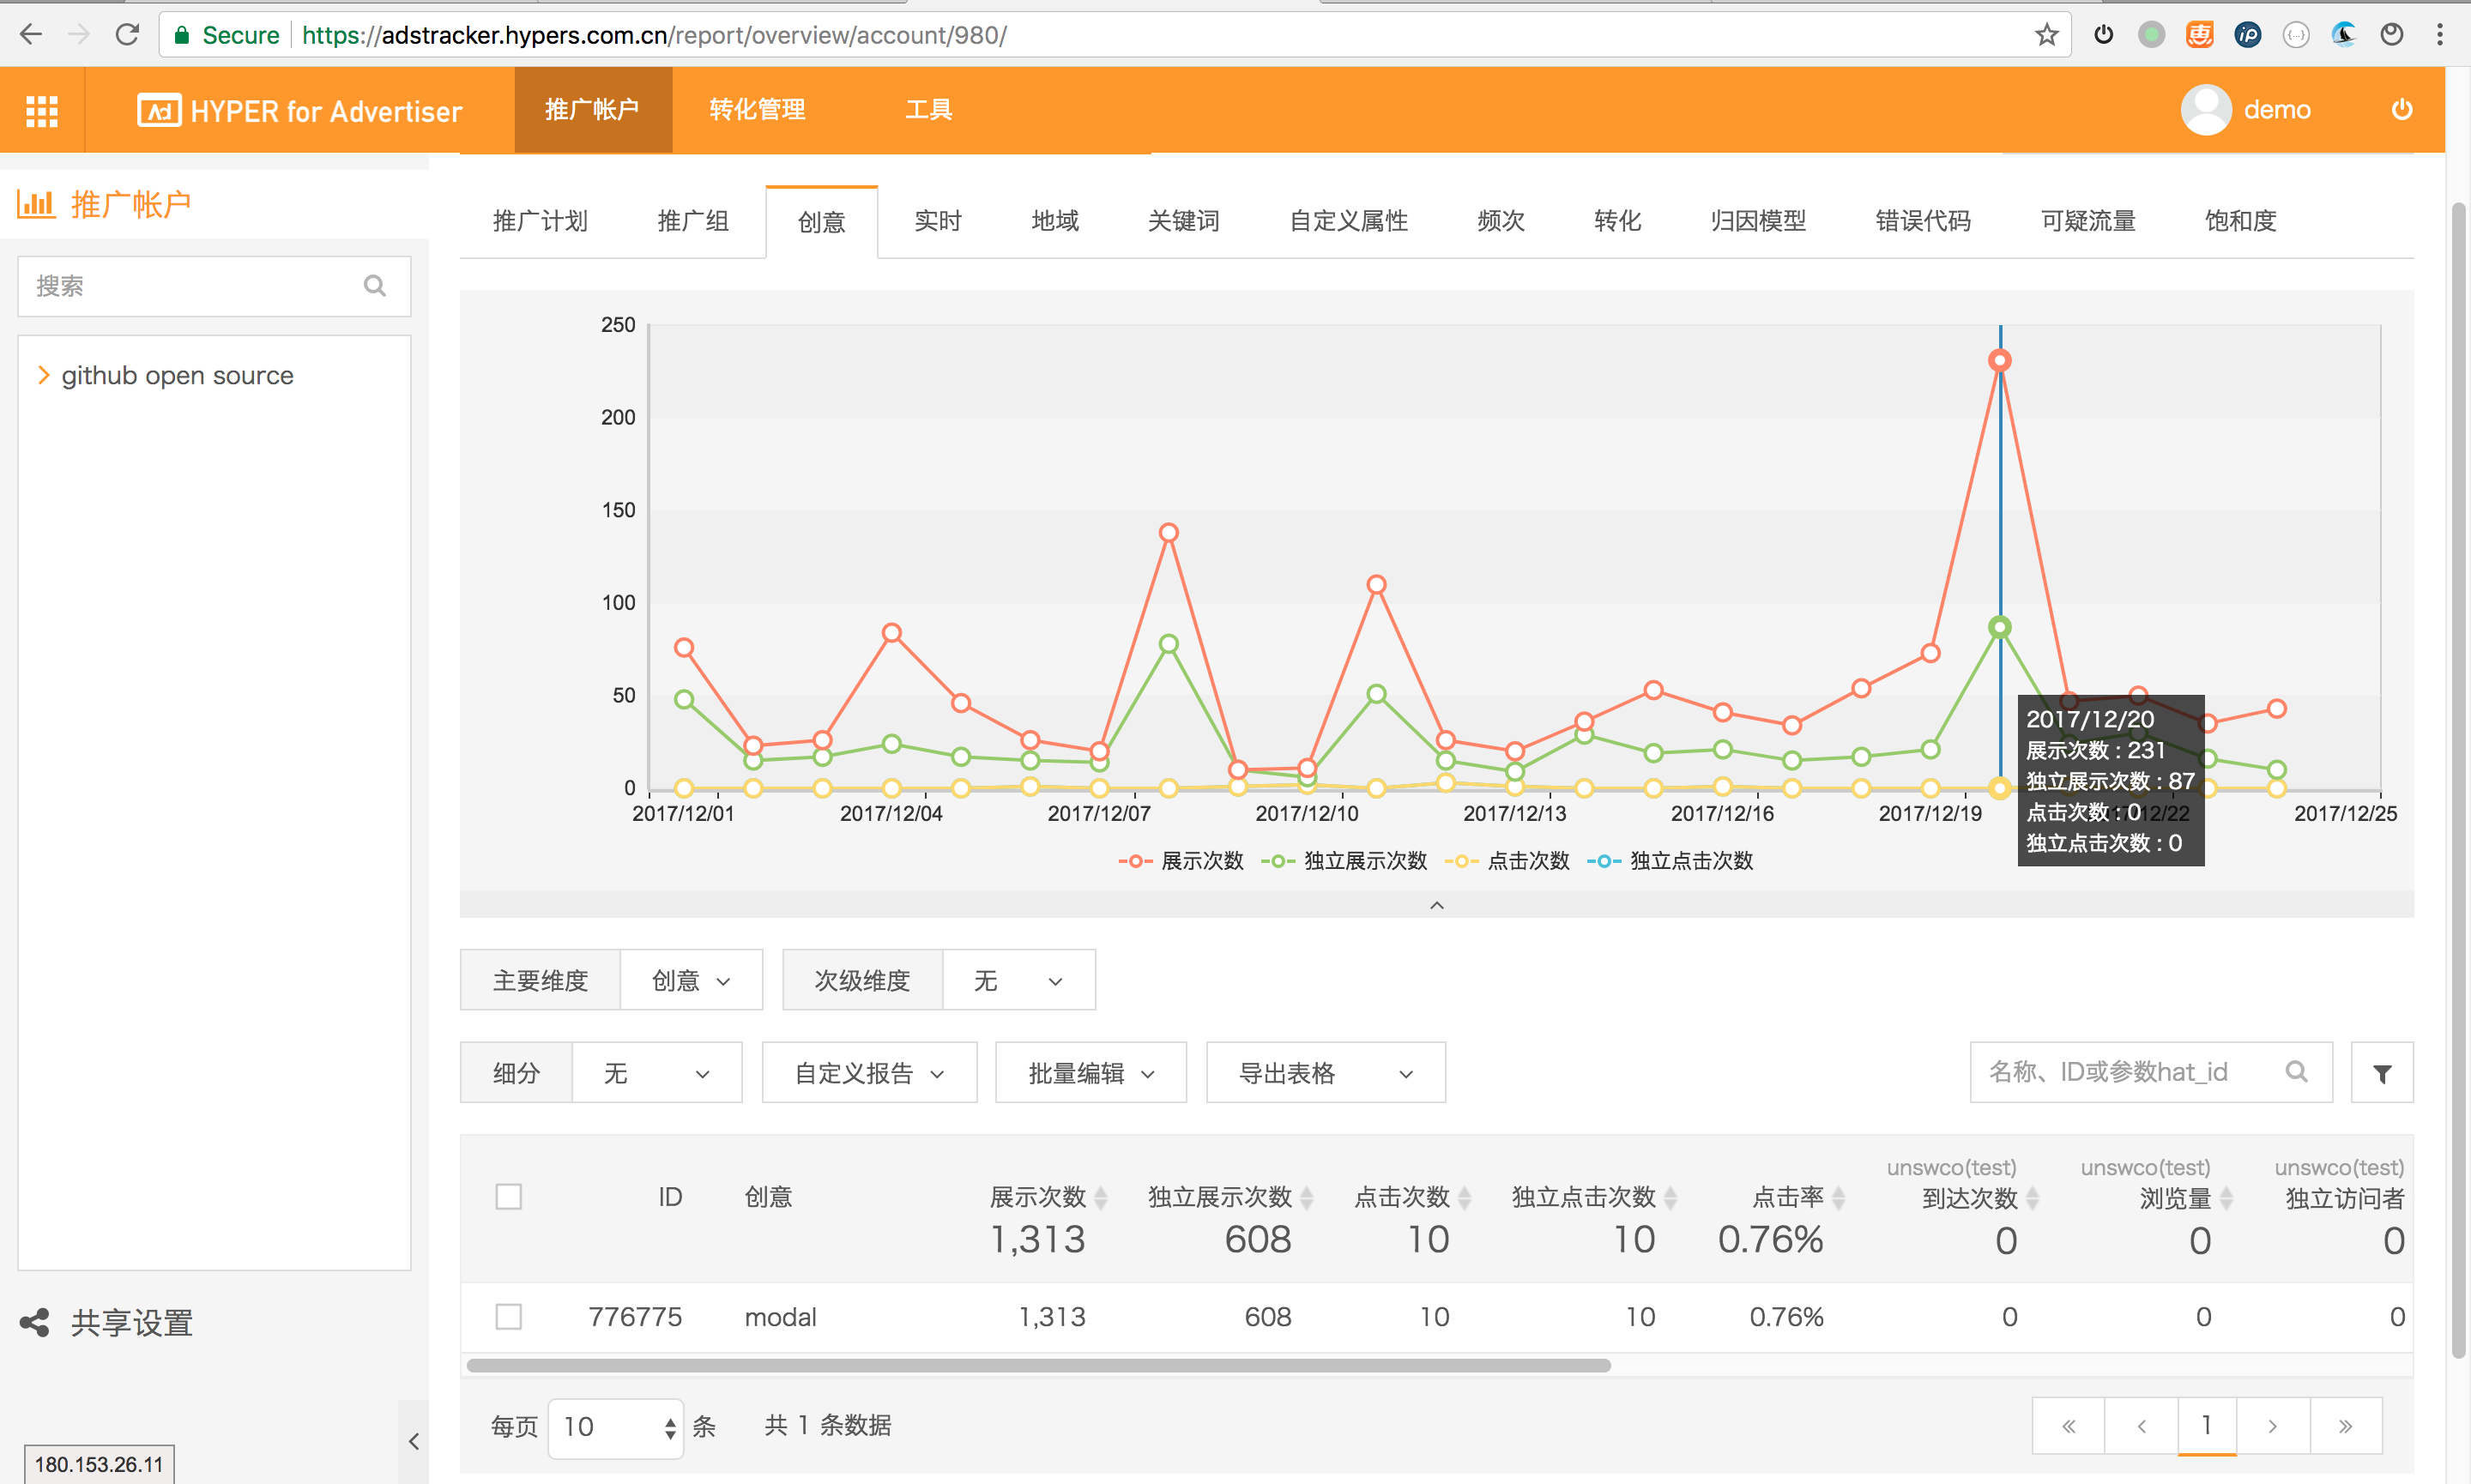 Secure https://adstracker.hypers.com.cn/report/overview/account/980/
Ad HYPER for Advertiser 推广帐户 转化管理 工具 demo
推广帐户
搜索
github open source
共享设置
180.153.26.11
推广计划 推广组 创意 实时 地域 关键词 自定义属性 频次 转化 归因模型 错误代码 可疑流量 饱和度
250
200
150
100
50
0
2017/12/01 2017/12/04 2017/12/07 2017/12/10 2017/12/13 2017/12/16 2017/12/19 2017/12/22 2017/12/25
2017/12/20
展示次数 : 231
独立展示次数 : 87
点击次数 : 0
独立点击次数 : 0
展示次数 独立展示次数 点击次数 独立点击次数
主要维度 创意 次级维度 无
细分 无 自定义报告 批量编辑 导出表格 名称、ID或参数hat_id
unswco(test) unswco(test) unswco(test)
ID 创意 展示次数 独立展示次数 点击次数 独立点击次数 点击率 到达次数 浏览量 独立访问者
1,313 608 10 10 0.76% 0 0 0
776775 modal 1,313 608 10 10 0.76% 0 0 0
每页 10 条 共 1 条数据 « ‹ 1 › »